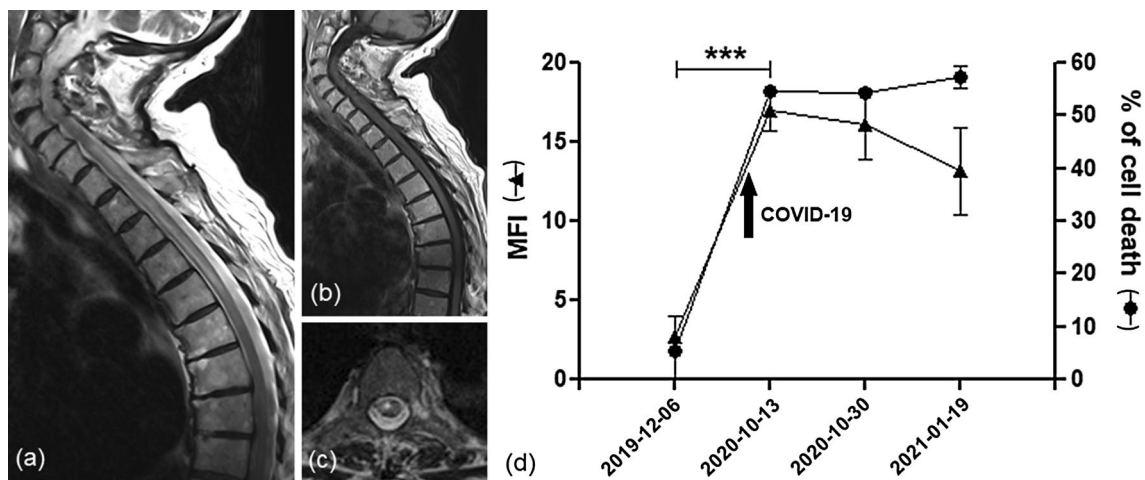 (a)
(b)
(c)
(d)
***
20
15
10
5
0
MFI (▲)
COVID-19
60
50
40
30
20
10
0
% of cell death (●)
2019-12-06
2020-10-13
2020-10-30
2021-01-19